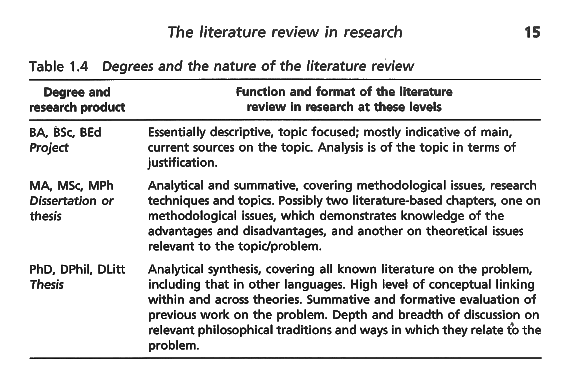 The literature review in research 15
Table 1.4 Degrees and the nature of the literature review
Degree and Function and format of the literature
research product review in research at these levels
BA, BSc, BEd Essentially descriptive, topic focused; mostly indicative of main,
Project current sources on the topic. Analysis is of the topic in terms of
justification.
MA, MSc, MPh Analytical and summative, covering methodological issues, research
Dissertation or techniques and topics. Possibly two literature-based chapters, one on
thesis methodological issues, which demonstrates knowledge of the
advantages and disadvantages, and another on theoretical issues
relevant to the topic/problem.
PhD, DPhil, DLitt Analytical synthesis, covering all known literature on the problem,
Thesis including that in other languages. High level of conceptual linking
within and across theories. Summative and formative evaluation of
previous work on the problem. Depth and breadth of discussion on
relevant philosophical traditions and ways in which they relate to the
problem.